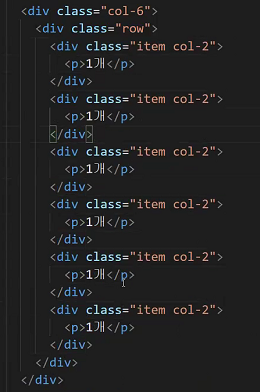 <div class="col-6">
<div class="row">
<div class="item col-2">
<p>1개</p>
</div>
<div class="item col-2">
<p>1개</p>
</div>
<div class="item col-2">
<p>1개</p>
</div>
<div class="item col-2">
<p>1개</p>
</div>
<div class="item col-2">
<p>1개</p>
</div>
<div class="item col-2">
<p>1개</p>
</div>
</div>
</div>